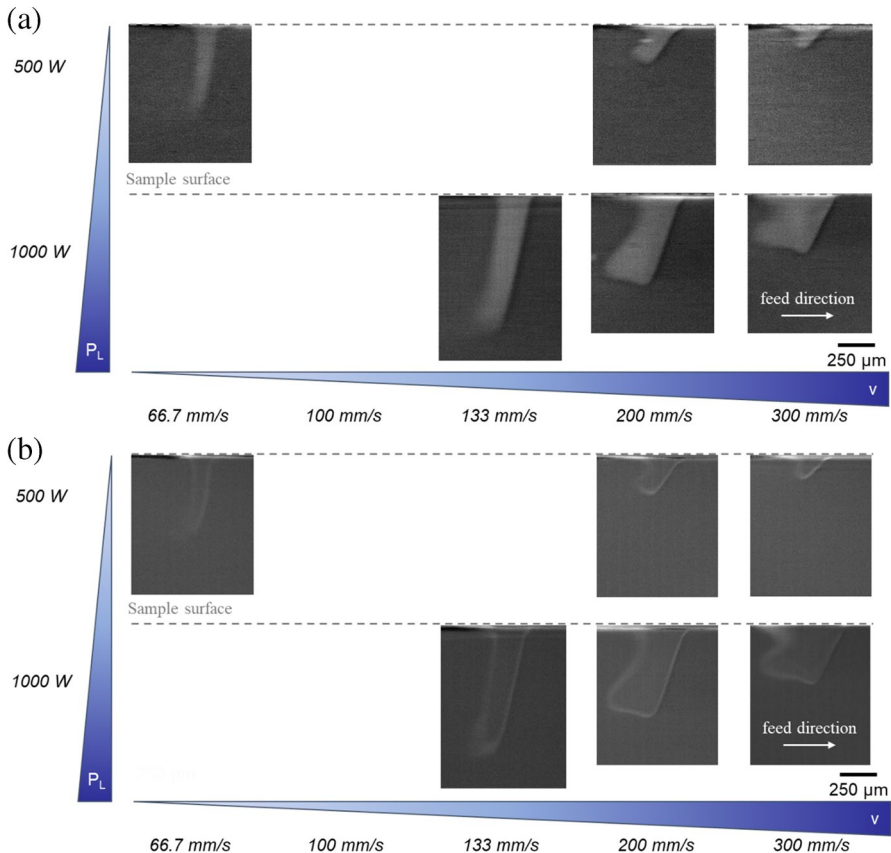 (a)
500 W
Sample surface
1000 W
feed direction
P_L
250 µm
v
66.7 mm/s 100 mm/s 133 mm/s 200 mm/s 300 mm/s
(b)
500 W
Sample surface
1000 W
feed direction
P_L
250 µm
v
66.7 mm/s 100 mm/s 133 mm/s 200 mm/s 300 mm/s